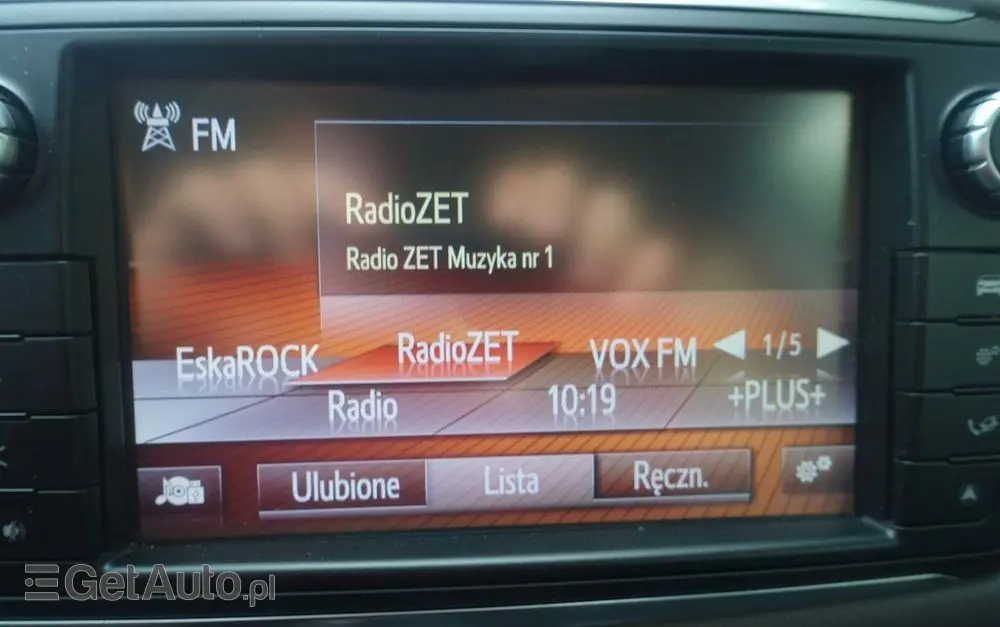 FM
RadioZET
Radio ZET Muzyka nr 1
EskaROCK RadioZET VOX FM 1/5
Radio 10:19 +PLUS+
Ulubione Lista Ręczn.
GetAuto.pl